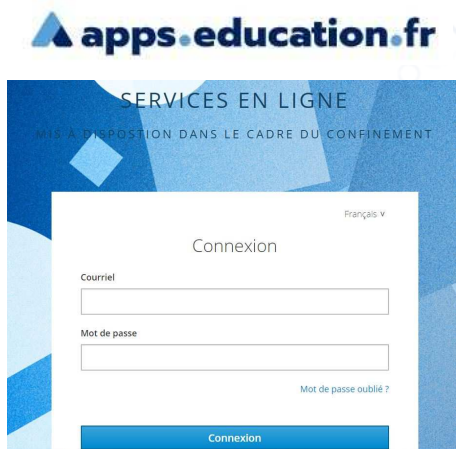 apps.education.fr
SERVICES EN LIGNE
MIS À DISPOSTION DANS LE CADRE DU CONFINEMENT
Français ∨
Connexion
Courriel
Mot de passe
Mot de passe oublié ?
Connexion